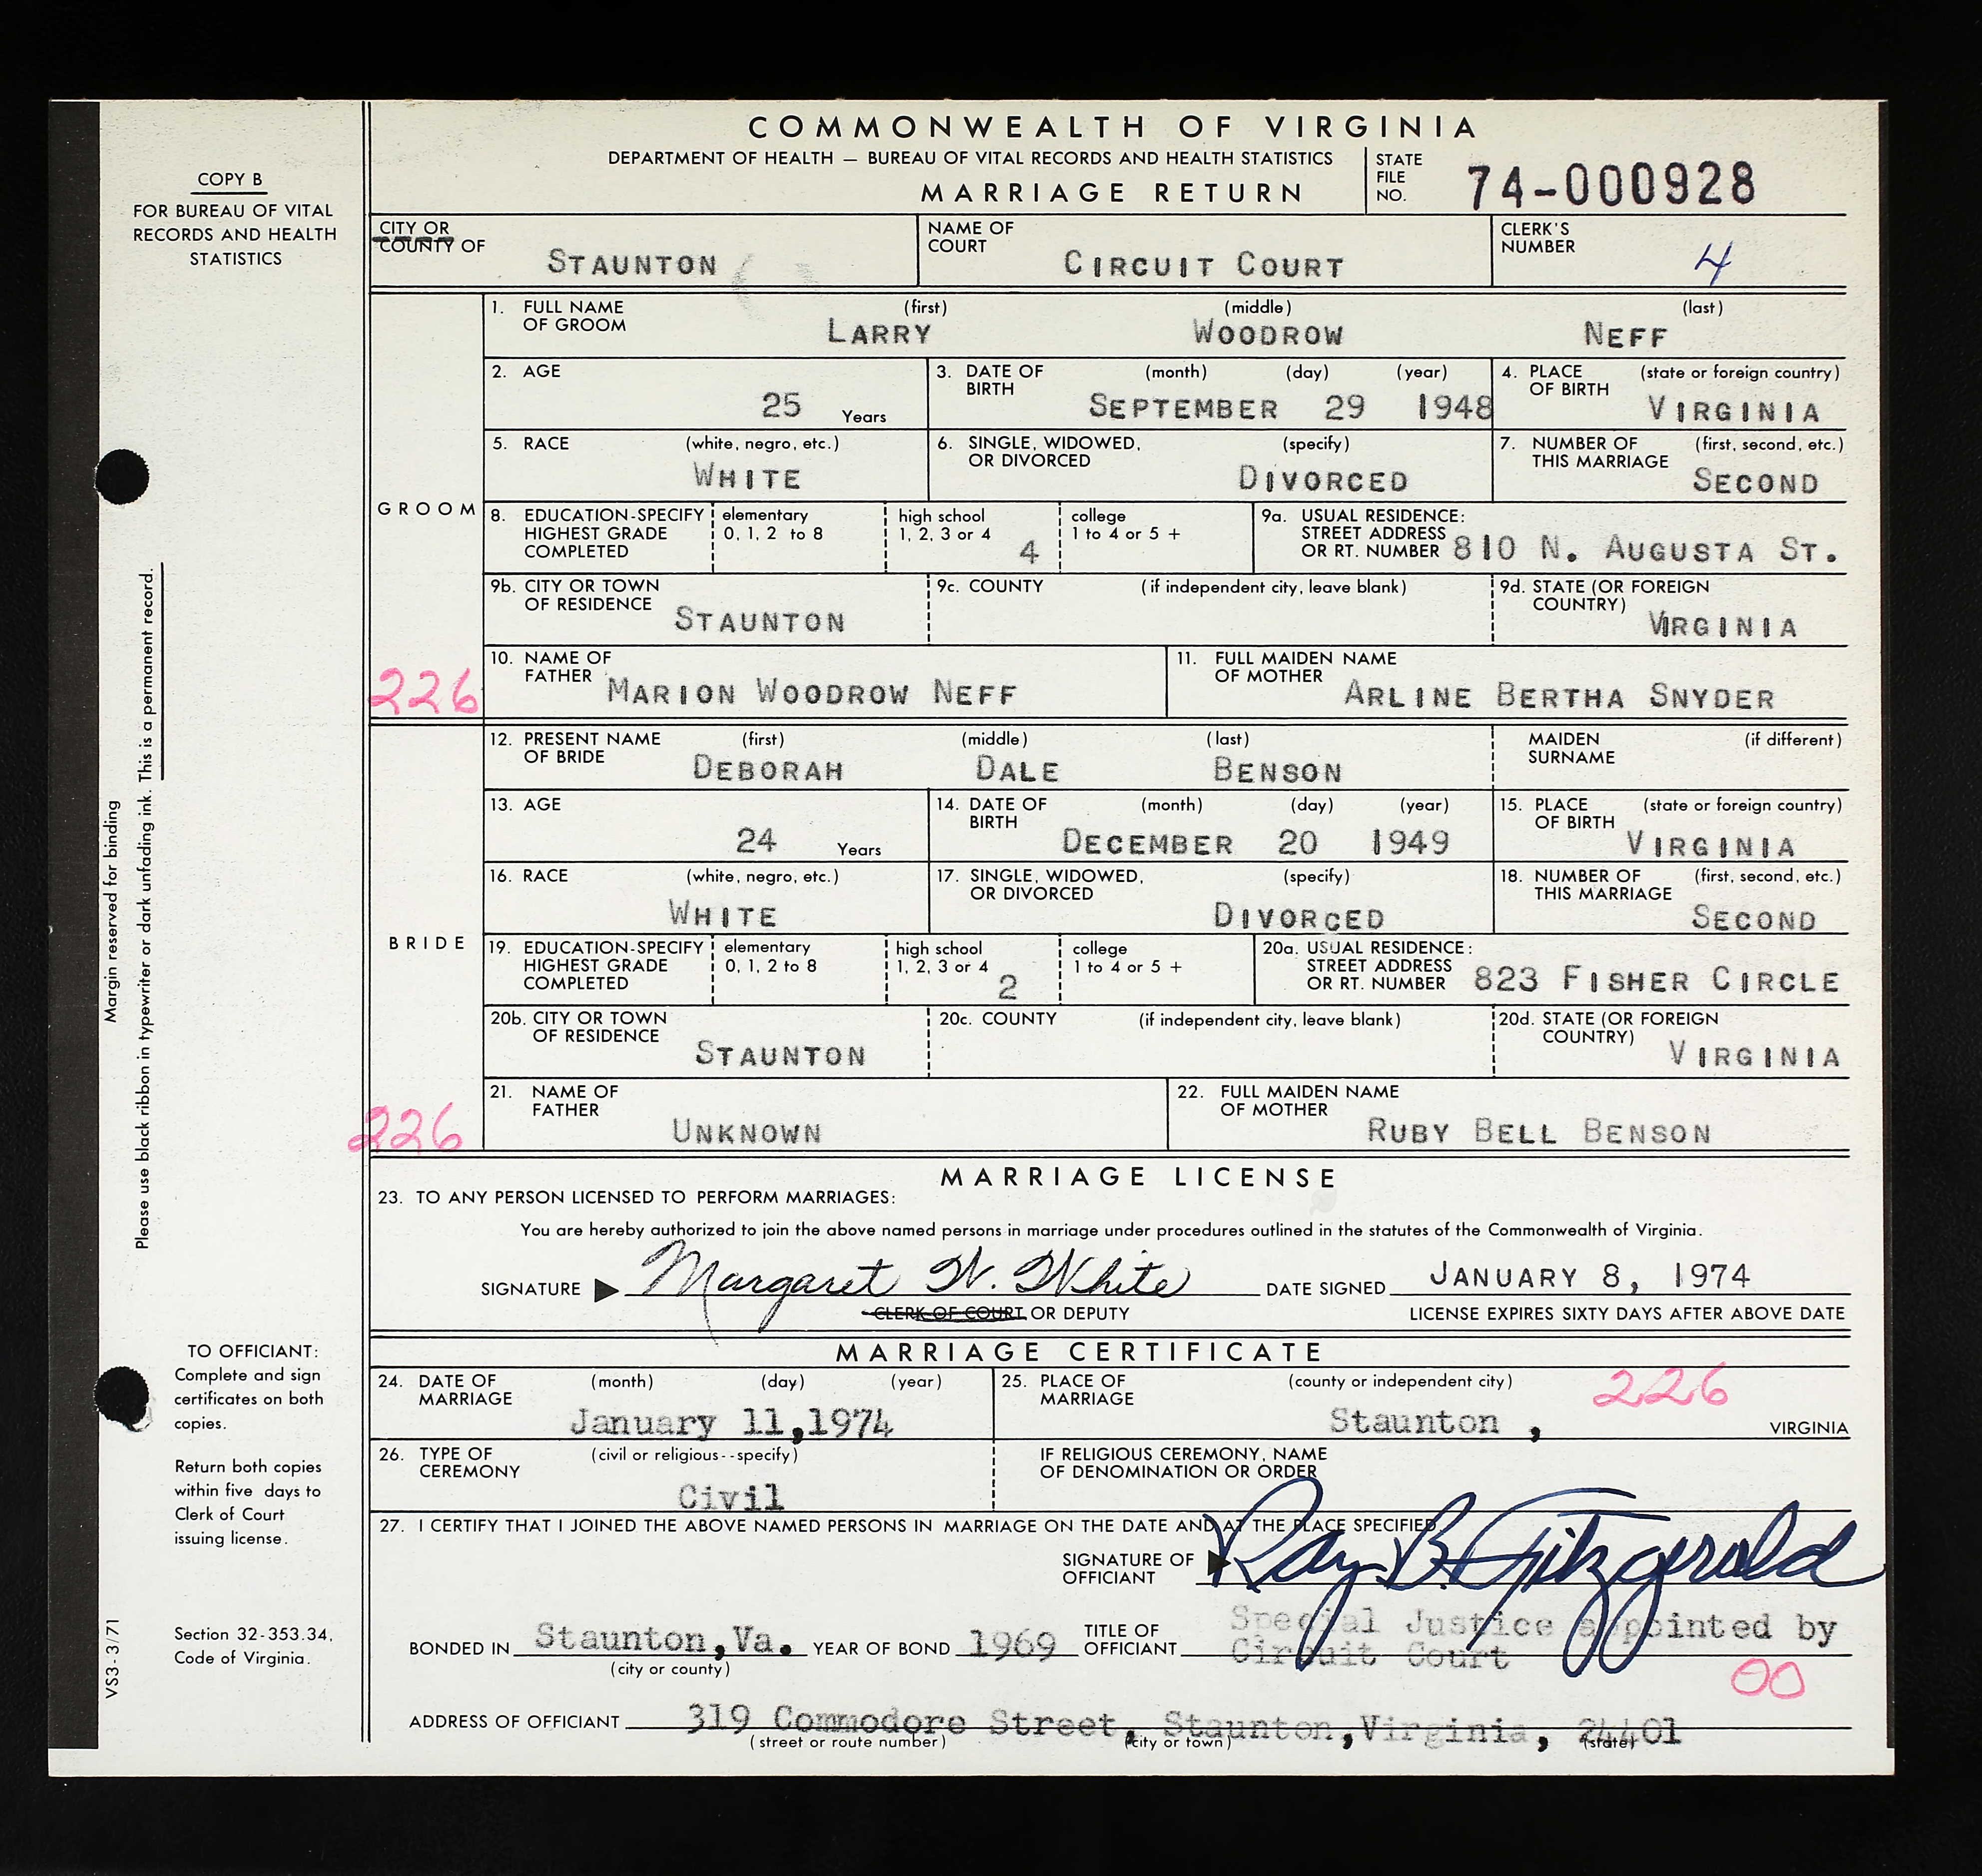 COMMONWEALTH OF VIRGINIA
DEPARTMENT OF HEALTH — BUREAU OF VITAL RECORDS AND HEALTH STATISTICS
MARRIAGE RETURN
STATE FILE NO. 74-000928
COPY B
FOR BUREAU OF VITAL
RECORDS AND HEALTH
STATISTICS
CITY OR COUNTY OF STAUNTON
NAME OF COURT CIRCUIT COURT
CLERK'S NUMBER 4
GROOM
1. FULL NAME OF GROOM (first) LARRY (middle) WOODROW (last) NEFF
2. AGE 25 Years
3. DATE OF BIRTH (month) (day) (year) SEPTEMBER 29 1948
4. PLACE OF BIRTH (state or foreign country) VIRGINIA
5. RACE (white, negro, etc.) WHITE
6. SINGLE, WIDOWED, OR DIVORCED (specify) DIVORCED
7. NUMBER OF THIS MARRIAGE (first, second, etc.) SECOND
8. EDUCATION-SPECIFY HIGHEST GRADE COMPLETED
elementary 0, 1, 2 to 8
high school 1, 2, 3 or 4 4
college 1 to 4 or 5 +
9a. USUAL RESIDENCE: STREET ADDRESS OR RT. NUMBER 810 N. AUGUSTA ST.
9b. CITY OR TOWN OF RESIDENCE STAUNTON
9c. COUNTY (if independent city, leave blank)
9d. STATE (OR FOREIGN COUNTRY) VIRGINIA
226
10. NAME OF FATHER MARION WOODROW NEFF
11. FULL MAIDEN NAME OF MOTHER ARLINE BERTHA SNYDER
BRIDE
12. PRESENT NAME OF BRIDE (first) DEBORAH (middle) DALE (last) BENSON
MAIDEN SURNAME (if different)
13. AGE 24 Years
14. DATE OF BIRTH (month) (day) (year) DECEMBER 20 1949
15. PLACE OF BIRTH (state or foreign country) VIRGINIA
16. RACE (white, negro, etc.) WHITE
17. SINGLE, WIDOWED, OR DIVORCED (specify) DIVORCED
18. NUMBER OF THIS MARRIAGE (first, second, etc.) SECOND
19. EDUCATION-SPECIFY HIGHEST GRADE COMPLETED
elementary 0, 1, 2 to 8
high school 1, 2, 3 or 4 2
college 1 to 4 or 5 +
20a. USUAL RESIDENCE: STREET ADDRESS OR RT. NUMBER 823 FISHER CIRCLE
20b. CITY OR TOWN OF RESIDENCE STAUNTON
20c. COUNTY (if independent city, leave blank)
20d. STATE (OR FOREIGN COUNTRY) VIRGINIA
226
21. NAME OF FATHER UNKNOWN
22. FULL MAIDEN NAME OF MOTHER RUBY BELL BENSON
MARRIAGE LICENSE
23. TO ANY PERSON LICENSED TO PERFORM MARRIAGES:
You are hereby authorized to join the above named persons in marriage under procedures outlined in the statutes of the Commonwealth of Virginia.
SIGNATURE Margaret W. White DATE SIGNED JANUARY 8, 1974
CLERK OF COURT OR DEPUTY
LICENSE EXPIRES SIXTY DAYS AFTER ABOVE DATE
MARRIAGE CERTIFICATE
24. DATE OF MARRIAGE (month) (day) (year) January 11,1974
25. PLACE OF MARRIAGE (county or independent city) 226
Staunton , VIRGINIA
26. TYPE OF CEREMONY (civil or religious--specify) Civil
IF RELIGIOUS CEREMONY, NAME OF DENOMINATION OR ORDER
27. I CERTIFY THAT I JOINED THE ABOVE NAMED PERSONS IN MARRIAGE ON THE DATE AND AT THE PLACE SPECIFIED.
SIGNATURE OF OFFICIANT Ray B. Fitzgerald
BONDED IN Staunton,Va. (city or county)
YEAR OF BOND 1969
TITLE OF OFFICIANT Special Justice appointed by
Circuit Court
00
ADDRESS OF OFFICIANT 319 Commodore Street, Staunton,Virginia, 24401
(street or route number) (city or town) (state)
Margin reserved for binding
Please use black ribbon in typewriter or dark unfading ink. This is a permanent record.
TO OFFICIANT:
Complete and sign
certificates on both
copies.
Return both copies
within five days to
Clerk of Court
issuing license.
Section 32-353.34,
Code of Virginia.
VS3-3/71